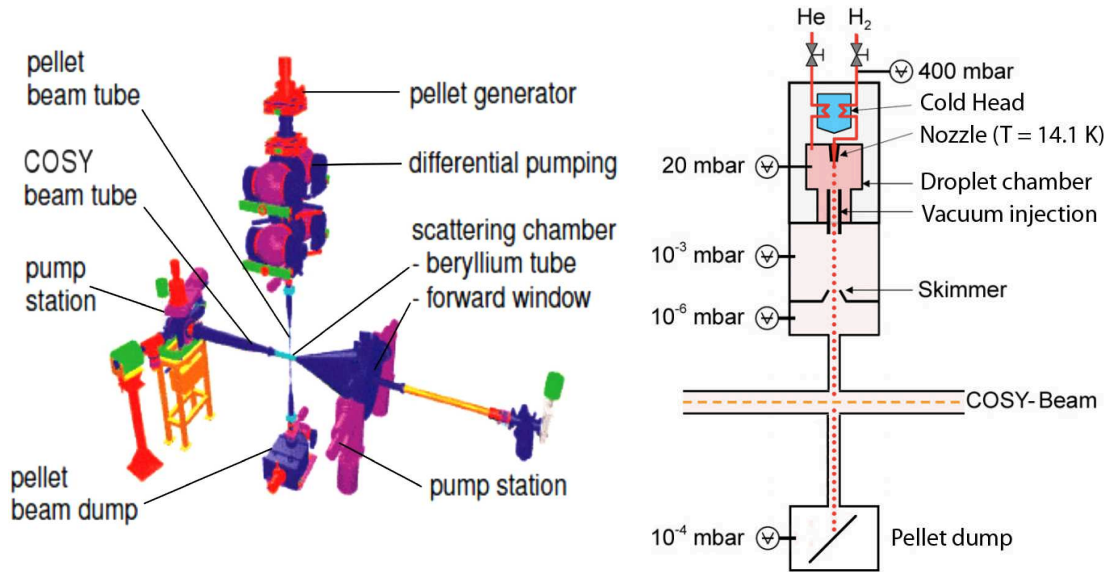 pellet
beam tube
COSY
beam tube
pump
station
pellet
beam dump
pellet generator
differential pumping
scattering chamber
- beryllium tube
- forward window
pump station
He
H₂
400 mbar
Cold Head
Nozzle (T = 14.1 K)
20 mbar
Droplet chamber
Vacuum injection
10⁻³ mbar
Skimmer
10⁻⁶ mbar
COSY-Beam
10⁻⁴ mbar
Pellet dump